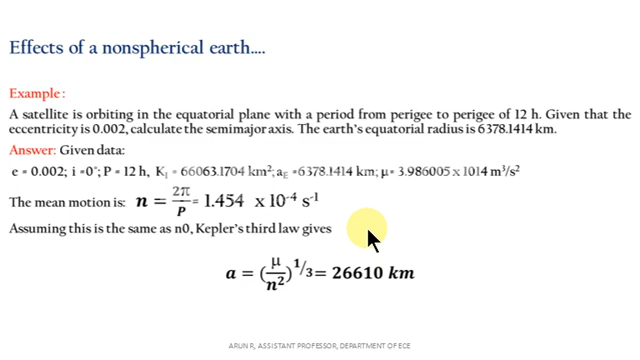 Effects of a nonspherical earth....
Example :
A satellite is orbiting in the equatorial plane with a period from perigee to perigee of 12 h. Given that the
eccentricity is 0.002, calculate the semimajor axis. The earth's equatorial radius is 6378.1414 km.
Answer: Given data:
e = 0.002; i =0°; P = 12 h, K₁ = 66063.1704 km²; aE =6378.1414 km; μ= 3.986005 x 1014 m³/s²
The mean motion is: n = 2π/P = 1.454 x 10⁻⁴ s⁻¹
Assuming this is the same as n0, Kepler's third law gives
a = (μ/n²)^1/3 = 26610 km
ARUN R, ASSISTANT PROFESSOR, DEPARTMENT OF ECE